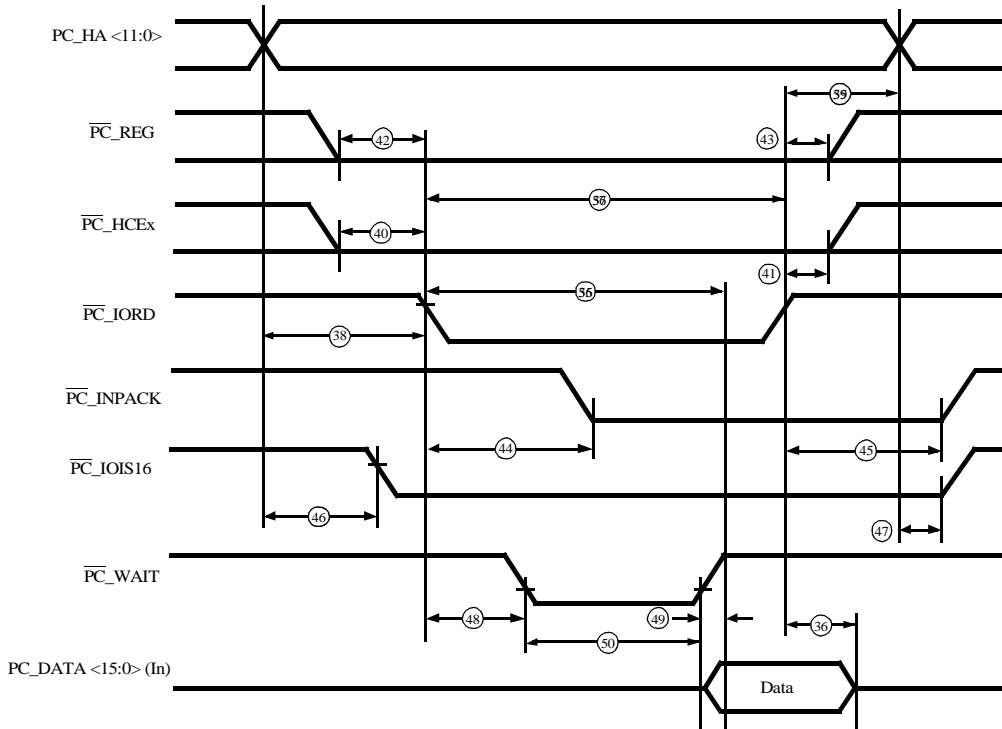 PC_HA <11:0>
PC_REG
42
43
PC_HCEx
40
41
PC_IORD
38
PC_INPACK
44
45
PC_IOIS16
46
47
PC_WAIT
48
49
36
50
PC_DATA <15:0> (In)
Data